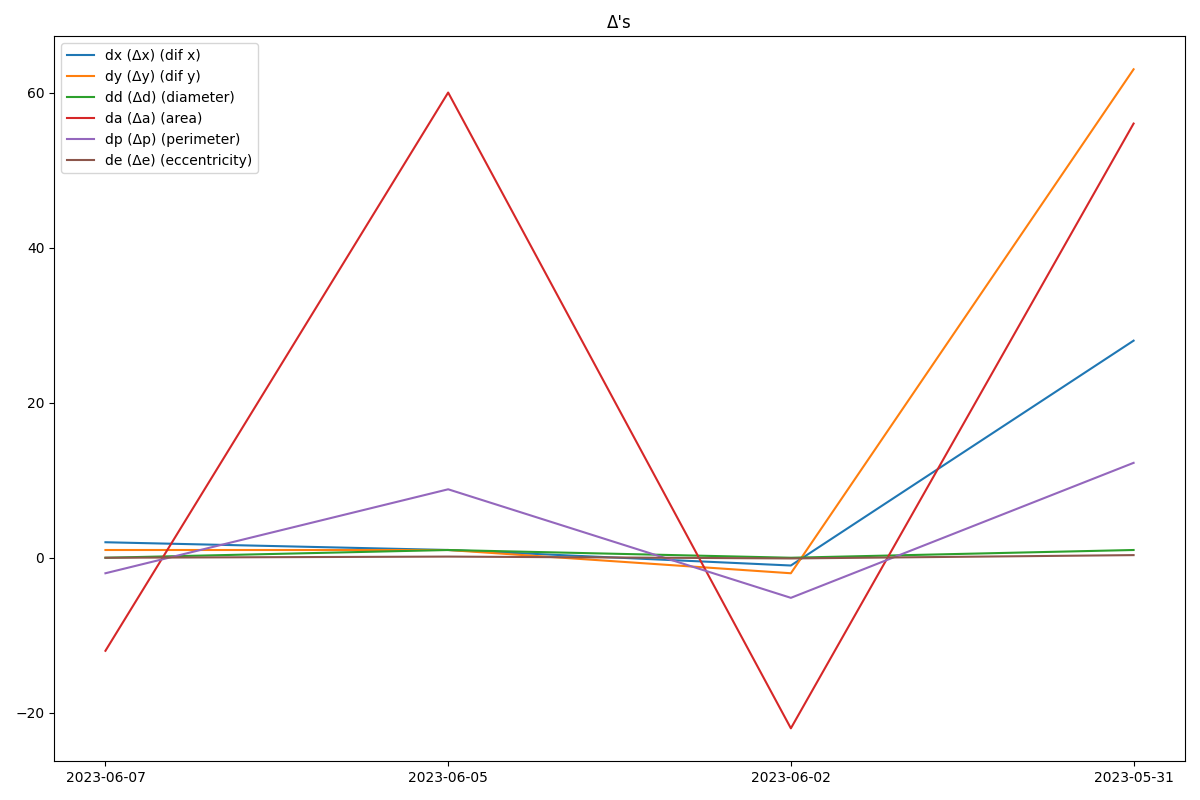 Δ's
dx (Δx) (dif x)
dy (Δy) (dif y)
dd (Δd) (diameter)
da (Δa) (area)
dp (Δp) (perimeter)
de (Δe) (eccentricity)
60
40
20
0
−20
2023-06-07 2023-06-05 2023-06-02 2023-05-31